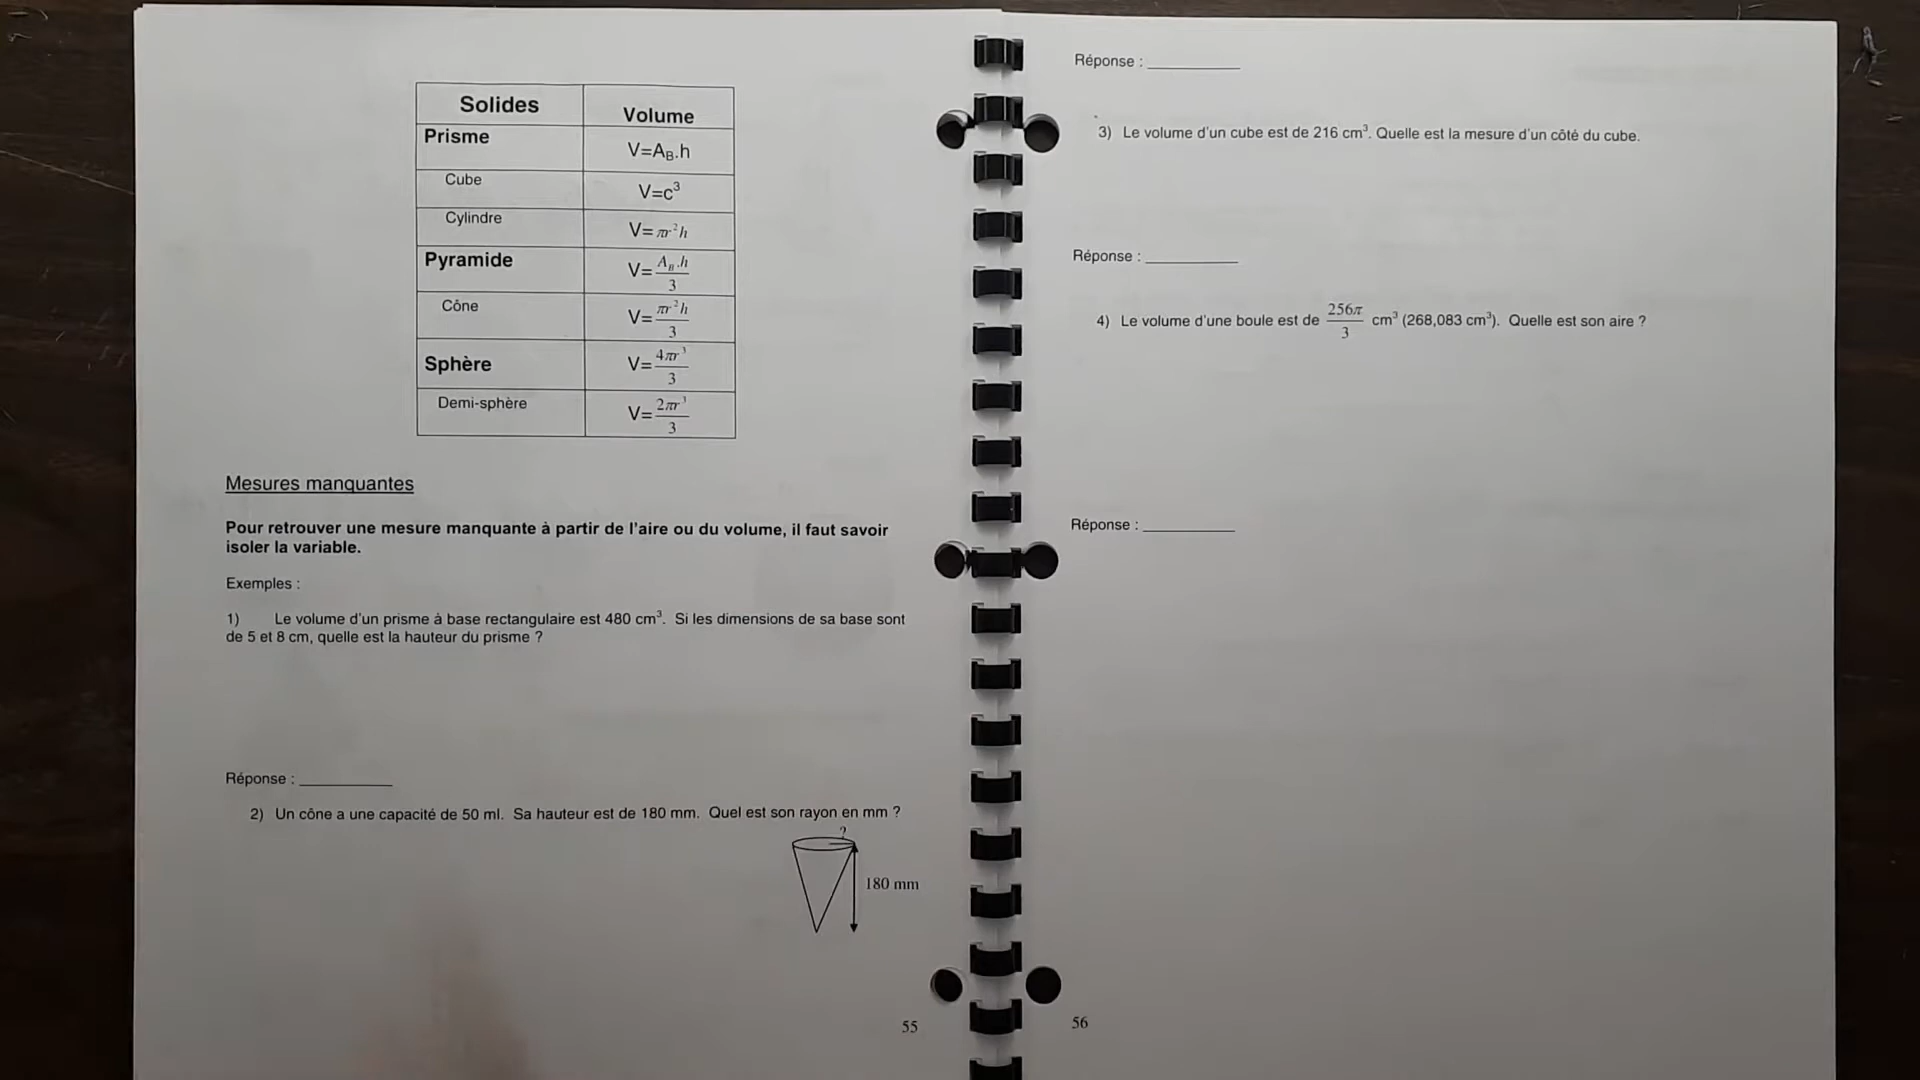 Solides Volume
Prisme V=A_B.h
Cube V=c³
Cylindre V=πr²h
Pyramide V=A_B.h/3
Cône V=πr²h/3
Sphère V=4πr³/3
Demi-sphère V=2πr³/3
Mesures manquantes
Pour retrouver une mesure manquante à partir de l'aire ou du volume, il faut savoir
isoler la variable.
Exemples :
1) Le volume d'un prisme à base rectangulaire est 480 cm³. Si les dimensions de sa base sont
de 5 et 8 cm, quelle est la hauteur du prisme ?
Réponse : ___________
2) Un cône a une capacité de 50 ml. Sa hauteur est de 180 mm. Quel est son rayon en mm ?
?
180 mm
55
Réponse : ___________
3) Le volume d'un cube est de 216 cm³. Quelle est la mesure d'un côté du cube.
Réponse : ___________
4) Le volume d'une boule est de 256π/3 cm³ (268,083 cm³). Quelle est son aire ?
Réponse : ___________
56